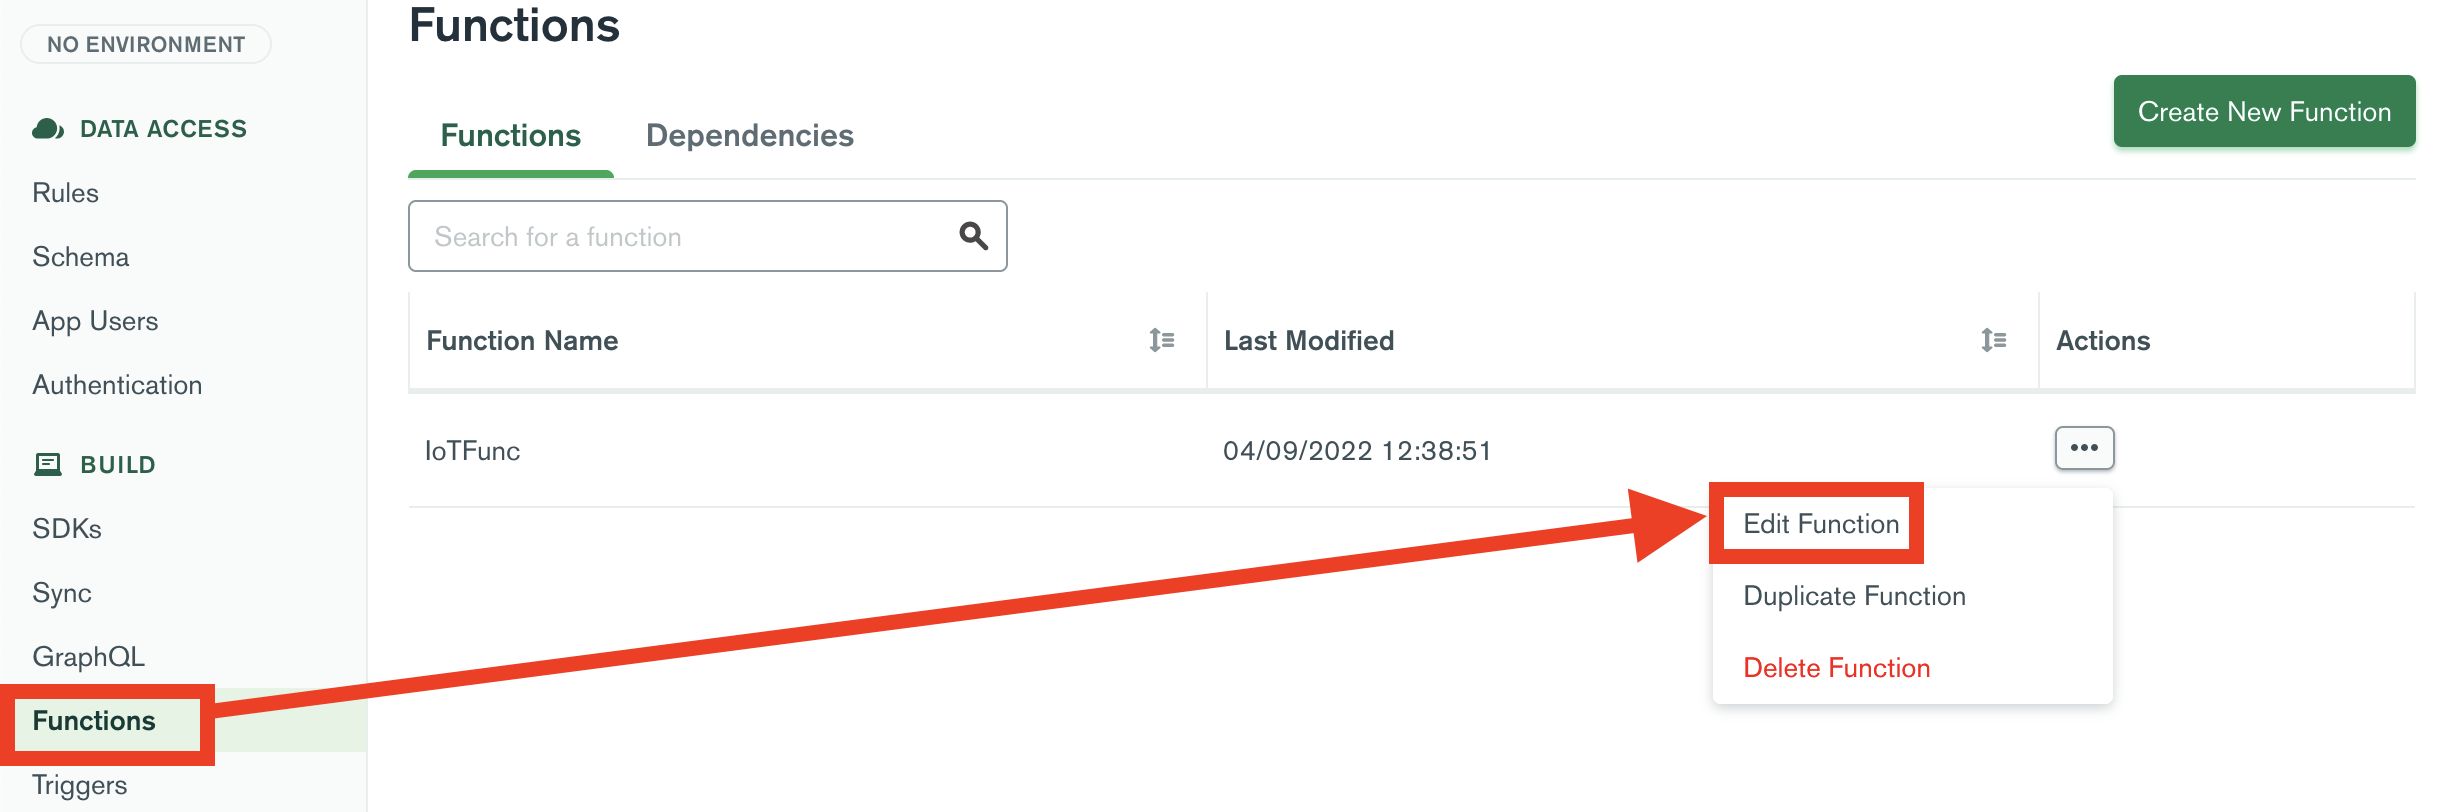 NO ENVIRONMENT
DATA ACCESS
Rules
Schema
App Users
Authentication
BUILD
SDKs
Sync
GraphQL
Functions
Triggers
Functions
Functions Dependencies
Create New Function
Search for a function
Function Name Last Modified Actions
IoTFunc 04/09/2022 12:38:51
Edit Function
Duplicate Function
Delete Function